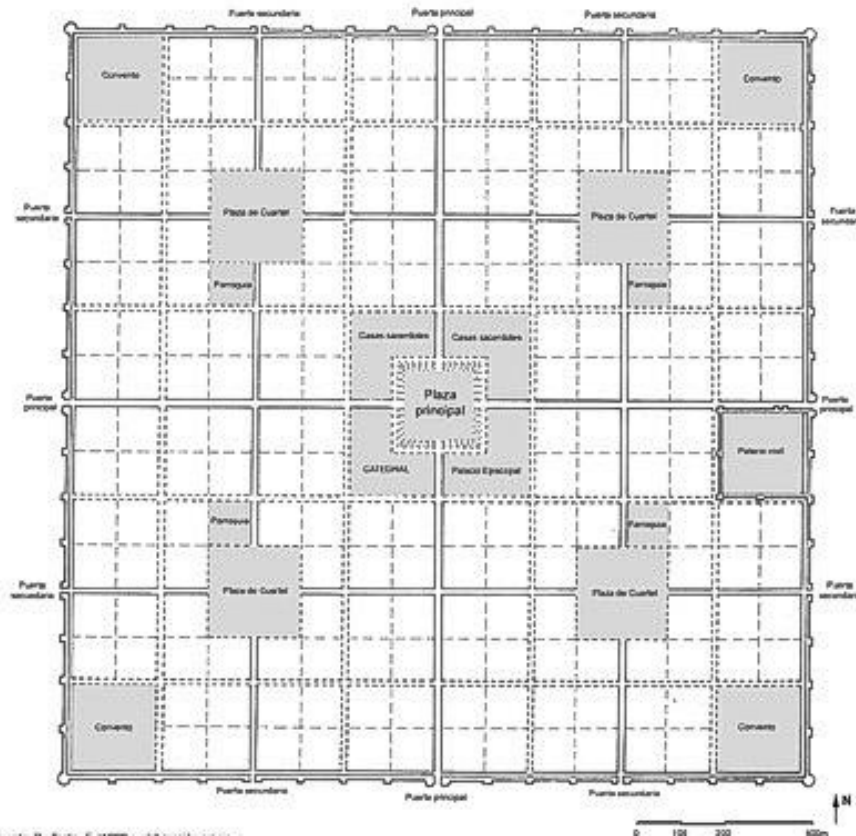 Puerta secundaria
Puerta principal
Puerta secundaria
Convento
Convento
Plaza de Cuartel
Plaza de Cuartel
Puerta
secundaria
Puerta
secundaria
Parroquia
Parroquia
Casas sacerdotales
Casas sacerdotales
Puerta
principal
Plaza
principal
Puerta
principal
CATEDRAL
Palacio Episcopal
Palacio real
Parroquia
Parroquia
Puerta
secundaria
Plaza de Cuartel
Plaza de Cuartel
Puerta
secundaria
Convento
Convento
Puerta secundaria
Puerta principal
Puerta secundaria
N
0 100 200